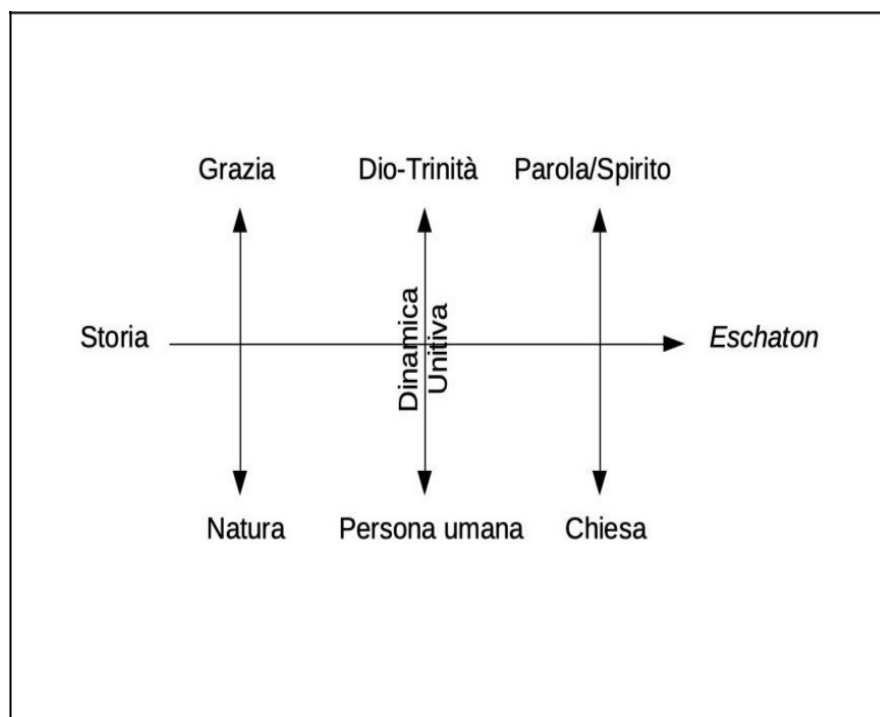 Grazia
Dio-Trinità
Parola/Spirito
Storia
Dinamica
Unitiva
Eschaton
Natura
Persona umana
Chiesa